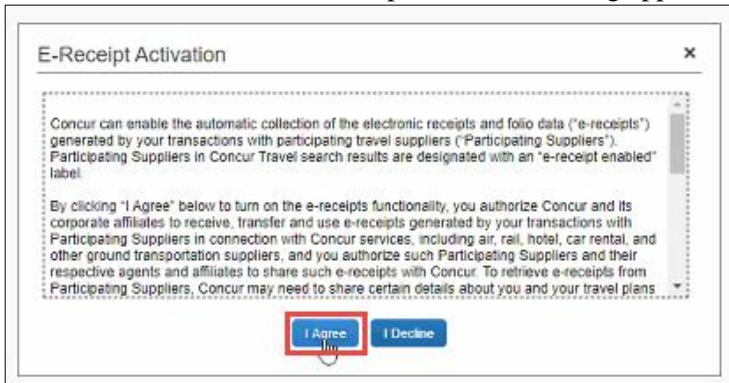 E-Receipt Activation ×
Concur can enable the automatic collection of the electronic receipts and folio data ("e-receipts")
generated by your transactions with participating travel suppliers ("Participating Suppliers").
Participating Suppliers in Concur Travel search results are designated with an "e-receipt enabled"
label.
By clicking "I Agree" below to turn on the e-receipts functionality, you authorize Concur and its
corporate affiliates to receive, transfer and use e-receipts generated by your transactions with
Participating Suppliers in connection with Concur services, including air, rail, hotel, car rental, and
other ground transportation suppliers, and you authorize such Participating Suppliers and their
respective agents and affiliates to share such e-receipts with Concur. To retrieve e-receipts from
Participating Suppliers, Concur may need to share certain details about you and your travel plans
I Agree I Decline